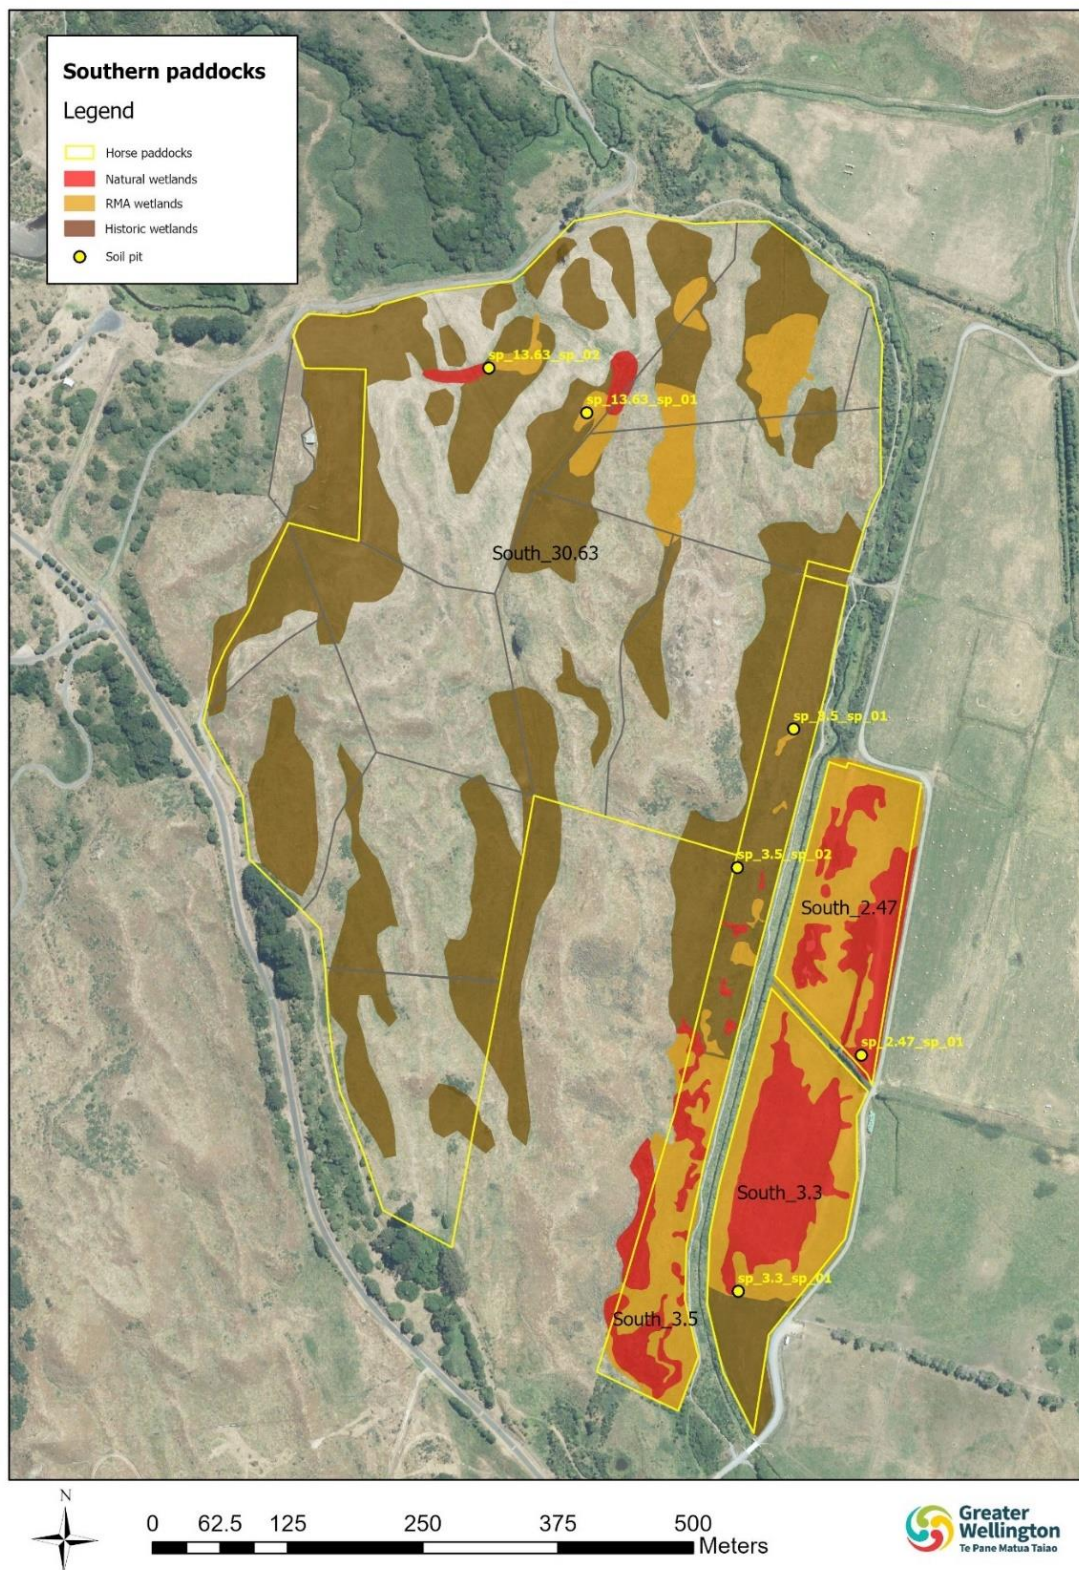 Southern paddocks
Legend
Horse paddocks
Natural wetlands
RMA wetlands
Historic wetlands
Soil pit
sp_13.63_sp_02
sp_13.63_sp_01
South_30.63
sp_3.5_sp_01
sp_3.5_sp_02
South_2.47
sp_2.47_sp_01
South_3.3
sp_3.3_sp_01
South_3.5
N
0 62.5 125 250 375 500
Meters
Greater
Wellington
Te Pane Matua Taiao